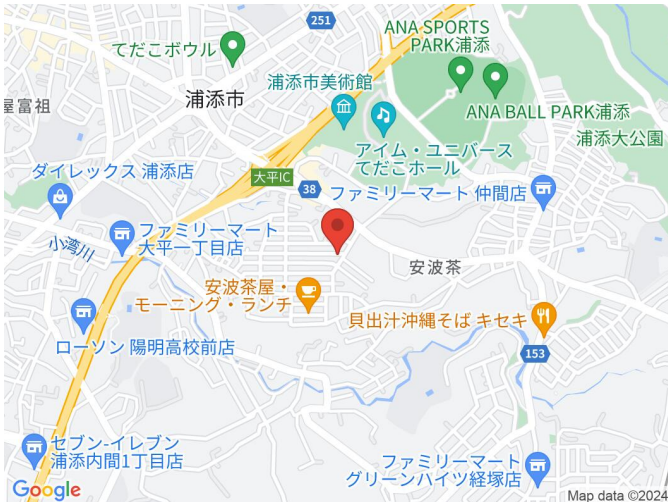 251
ANA SPORTS
PARK浦添
てだこボウル
浦添市美術館
浦添市
屋富祖
ANA BALL PARK浦添
浦添大公園
アイム・ユニバース
てだこホール
ダイレックス 浦添店
大平IC
38
ファミリーマート 仲間店
ファミリーマート
大平一丁目店
小湾川
安波茶
安波茶屋・
モーニング・ランチ
貝出汁沖縄そば キセキ
ローソン 陽明高校前店
153
セブン-イレブン
浦添内間1丁目店
ファミリーマート
グリーンハイツ経塚店
Google
Map data ©2024